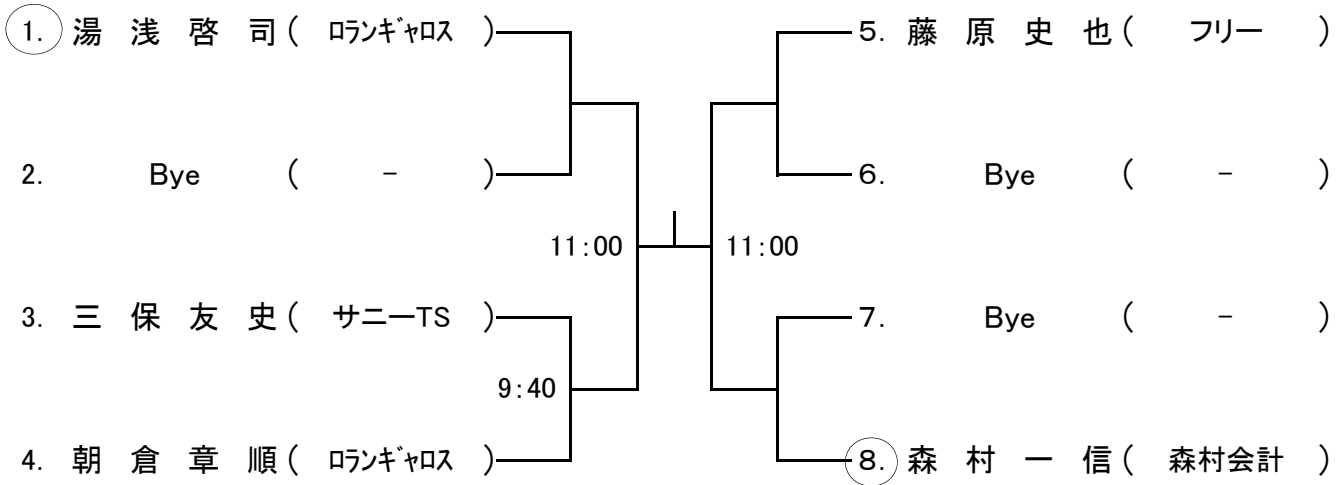 1. 湯 浅 啓 司 ( ロランギャロス )
2. Bye ( - )
11:00
3. 三 保 友 史 ( サニーTS )
9:40
4. 朝 倉 章 順 ( ロランギャロス )
5. 藤 原 史 也 ( フリー )
6. Bye ( - )
11:00
7. Bye ( - )
8. 森 村 一 信 ( 森村会計 )